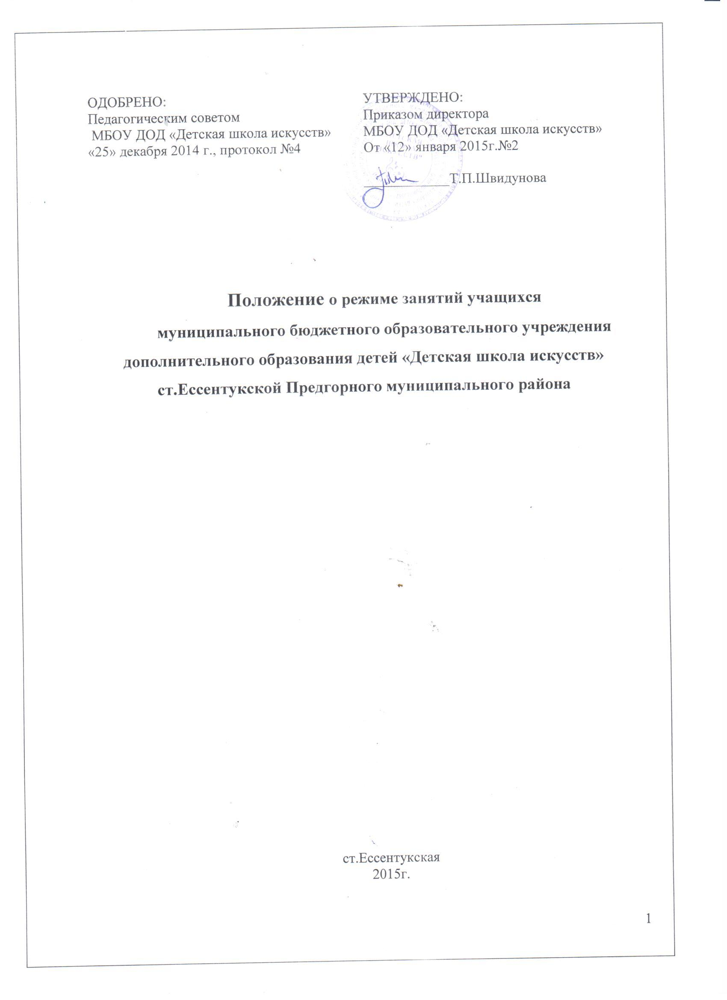 ОДОБРЕНО:
Педагогическим советом
МБОУ ДОД «Детская школа искусств»
«25» декабря 2014 г., протокол №4
УТВЕРЖДЕНО:
Приказом директора
МБОУ ДОД «Детская школа искусств»
От «12» января 2015г.№2
____________Т.П.Швидунова
Положение о режиме занятий учащихся
муниципального бюджетного образовательного учреждения
дополнительного образования детей «Детская школа искусств»
ст.Ессентукской Предгорного муниципального района
ст.Ессентукская
2015г.
1